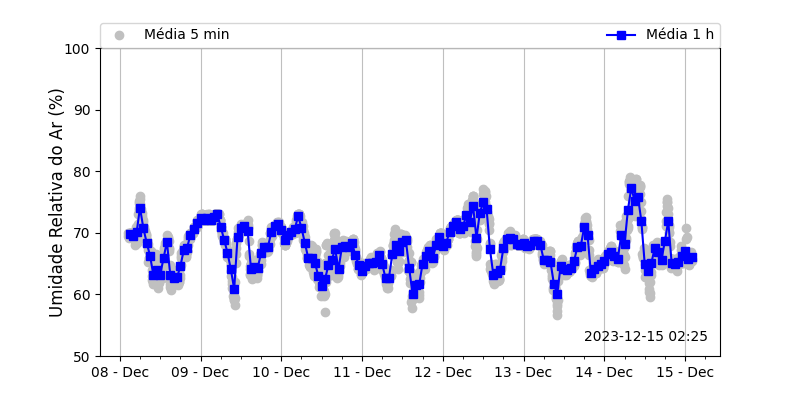 Média 5 min
Média 1 h
100
90
80
70
60
50
Umidade Relativa do Ar (%)
2023-12-15 02:25
08 - Dec
09 - Dec
10 - Dec
11 - Dec
12 - Dec
13 - Dec
14 - Dec
15 - Dec